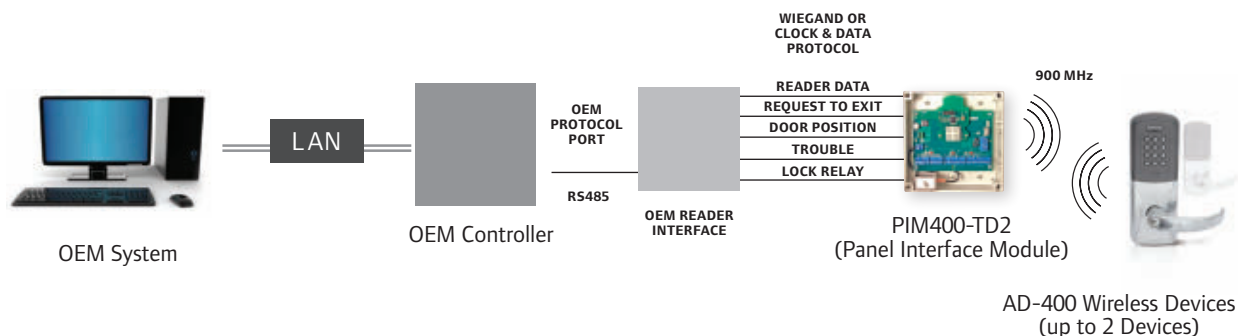 WIEGAND OR
CLOCK & DATA
PROTOCOL
READER DATA
REQUEST TO EXIT
DOOR POSITION
TROUBLE
LOCK RELAY
900 MHz
LAN
OEM
PROTOCOL
PORT
RS485
OEM System
OEM Controller
OEM READER
INTERFACE
PIM400-TD2
(Panel Interface Module)
AD-400 Wireless Devices
(up to 2 Devices)